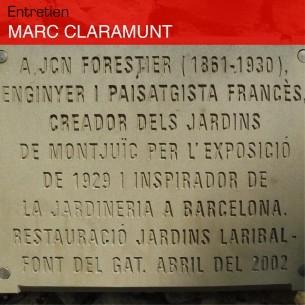 Entretien
MARC CLARAMUNT
A JCN FORESTIER (1861-1930),
ENGINYER I PAISATGISTA FRANCÈS,
CREADOR DELS JARDINS
DE MONTJUÏC PER L'EXPOSICIÓ
DE 1929 I INSPIRADOR DE
LA JARDINERIA A BARCELONA.
RESTAURACIÓ JARDINS LARIBAL-
FONT DEL GAT. ABRIL DEL 2002